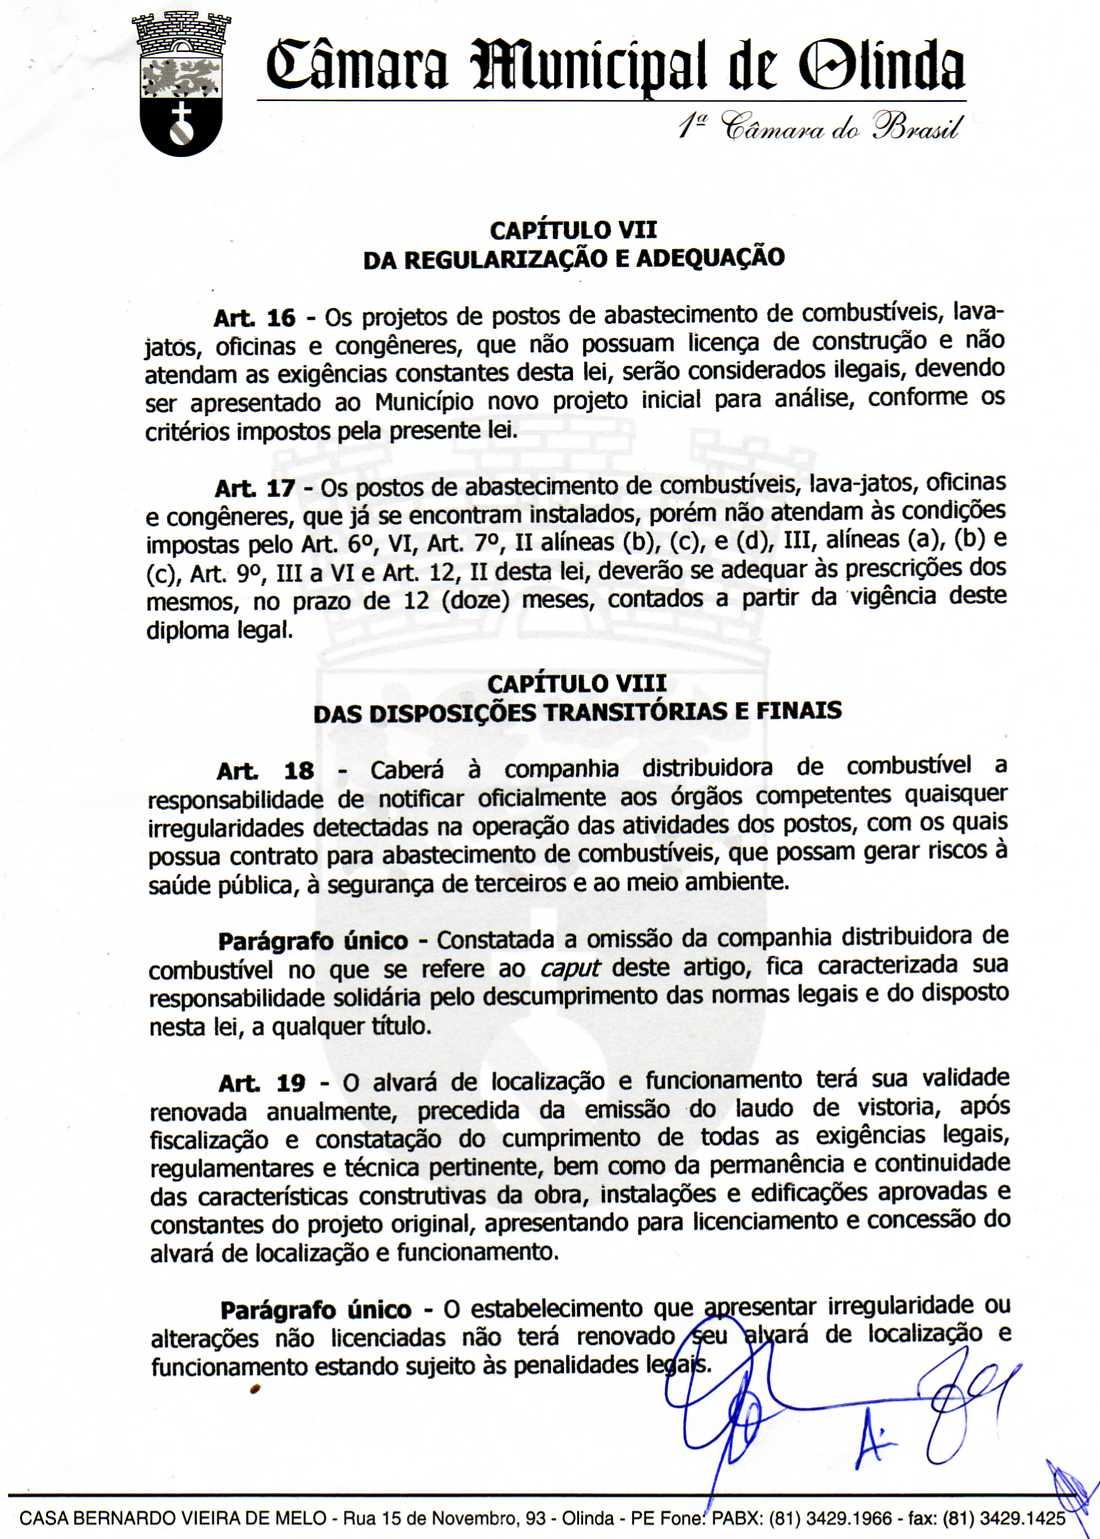 Câmara Municipal de Olinda
1ª Câmara do Brasil
CAPÍTULO VII
DA REGULARIZAÇÃO E ADEQUAÇÃO
Art. 16 - Os projetos de postos de abastecimento de combustíveis, lava-
jatos, oficinas e congêneres, que não possuam licença de construção e não
atendam as exigências constantes desta lei, serão considerados ilegais, devendo
ser apresentado ao Município novo projeto inicial para análise, conforme os
critérios impostos pela presente lei.
Art. 17 - Os postos de abastecimento de combustíveis, lava-jatos, oficinas
e congêneres, que já se encontram instalados, porém não atendam às condições
impostas pelo Art. 6º, VI, Art. 7º, II alíneas (b), (c), e (d), III, alíneas (a), (b) e
(c), Art. 9º, III a VI e Art. 12, II desta lei, deverão se adequar às prescrições dos
mesmos, no prazo de 12 (doze) meses, contados a partir da vigência deste
diploma legal.
CAPÍTULO VIII
DAS DISPOSIÇÕES TRANSITÓRIAS E FINAIS
Art. 18 - Caberá à companhia distribuidora de combustível a
responsabilidade de notificar oficialmente aos órgãos competentes quaisquer
irregularidades detectadas na operação das atividades dos postos, com os quais
possua contrato para abastecimento de combustíveis, que possam gerar riscos à
saúde pública, à segurança de terceiros e ao meio ambiente.
Parágrafo único - Constatada a omissão da companhia distribuidora de
combustível no que se refere ao caput deste artigo, fica caracterizada sua
responsabilidade solidária pelo descumprimento das normas legais e do disposto
nesta lei, a qualquer título.
Art. 19 - O alvará de localização e funcionamento terá sua validade
renovada anualmente, precedida da emissão do laudo de vistoria, após
fiscalização e constatação do cumprimento de todas as exigências legais,
regulamentares e técnica pertinente, bem como da permanência e continuidade
das características construtivas da obra, instalações e edificações aprovadas e
constantes do projeto original, apresentando para licenciamento e concessão do
alvará de localização e funcionamento.
Parágrafo único - O estabelecimento que apresentar irregularidade ou
alterações não licenciadas não terá renovado seu alvará de localização e
funcionamento estando sujeito às penalidades legais.
CASA BERNARDO VIEIRA DE MELO - Rua 15 de Novembro, 93 - Olinda - PE Fone: PABX: (81) 3429.1966 - fax: (81) 3429.1425